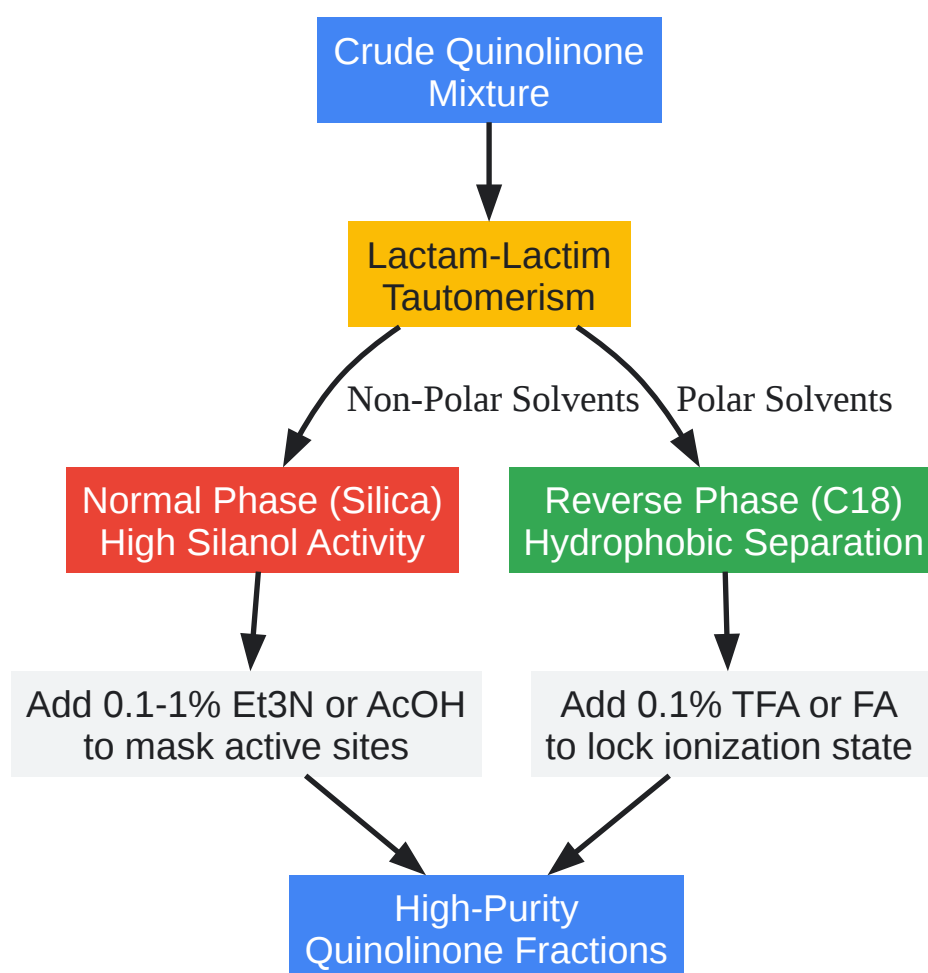 Crude Quinolinone
Mixture
Lactam-Lactim
Tautomerism
Non-Polar Solvents
Polar Solvents
Normal Phase (Silica)
High Silanol Activity
Reverse Phase (C18)
Hydrophobic Separation
Add 0.1-1% Et3N or AcOH
to mask active sites
Add 0.1% TFA or FA
to lock ionization state
High-Purity
Quinolinone Fractions